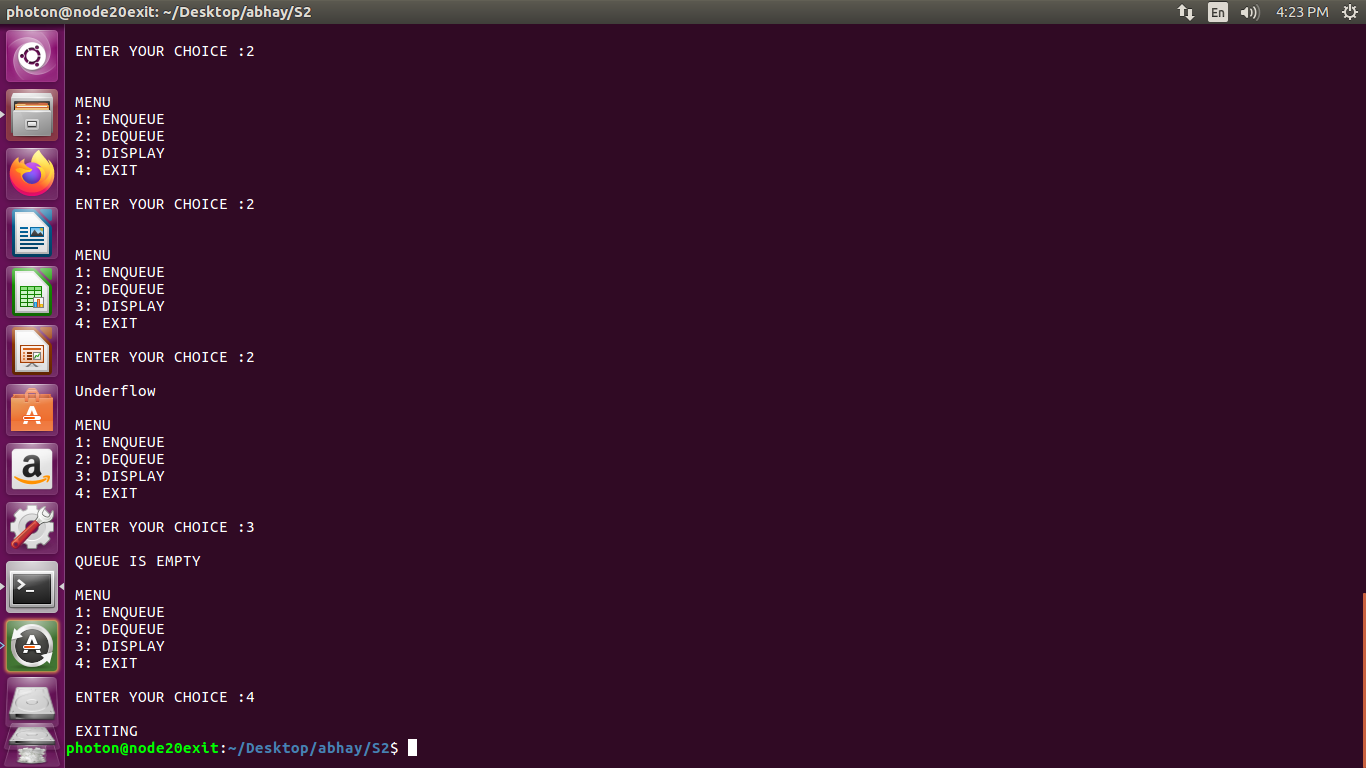 photon@node20exit: ~/Desktop/abhay/S2
En
4:23 PM
ENTER YOUR CHOICE :2
MENU
1: ENQUEUE
2: DEQUEUE
3: DISPLAY
4: EXIT
ENTER YOUR CHOICE :2
MENU
1: ENQUEUE
2: DEQUEUE
3: DISPLAY
4: EXIT
ENTER YOUR CHOICE :2
Underflow
MENU
1: ENQUEUE
2: DEQUEUE
3: DISPLAY
4: EXIT
ENTER YOUR CHOICE :3
QUEUE IS EMPTY
MENU
1: ENQUEUE
2: DEQUEUE
3: DISPLAY
4: EXIT
ENTER YOUR CHOICE :4
EXITING
photon@node20exit:~/Desktop/abhay/S2$